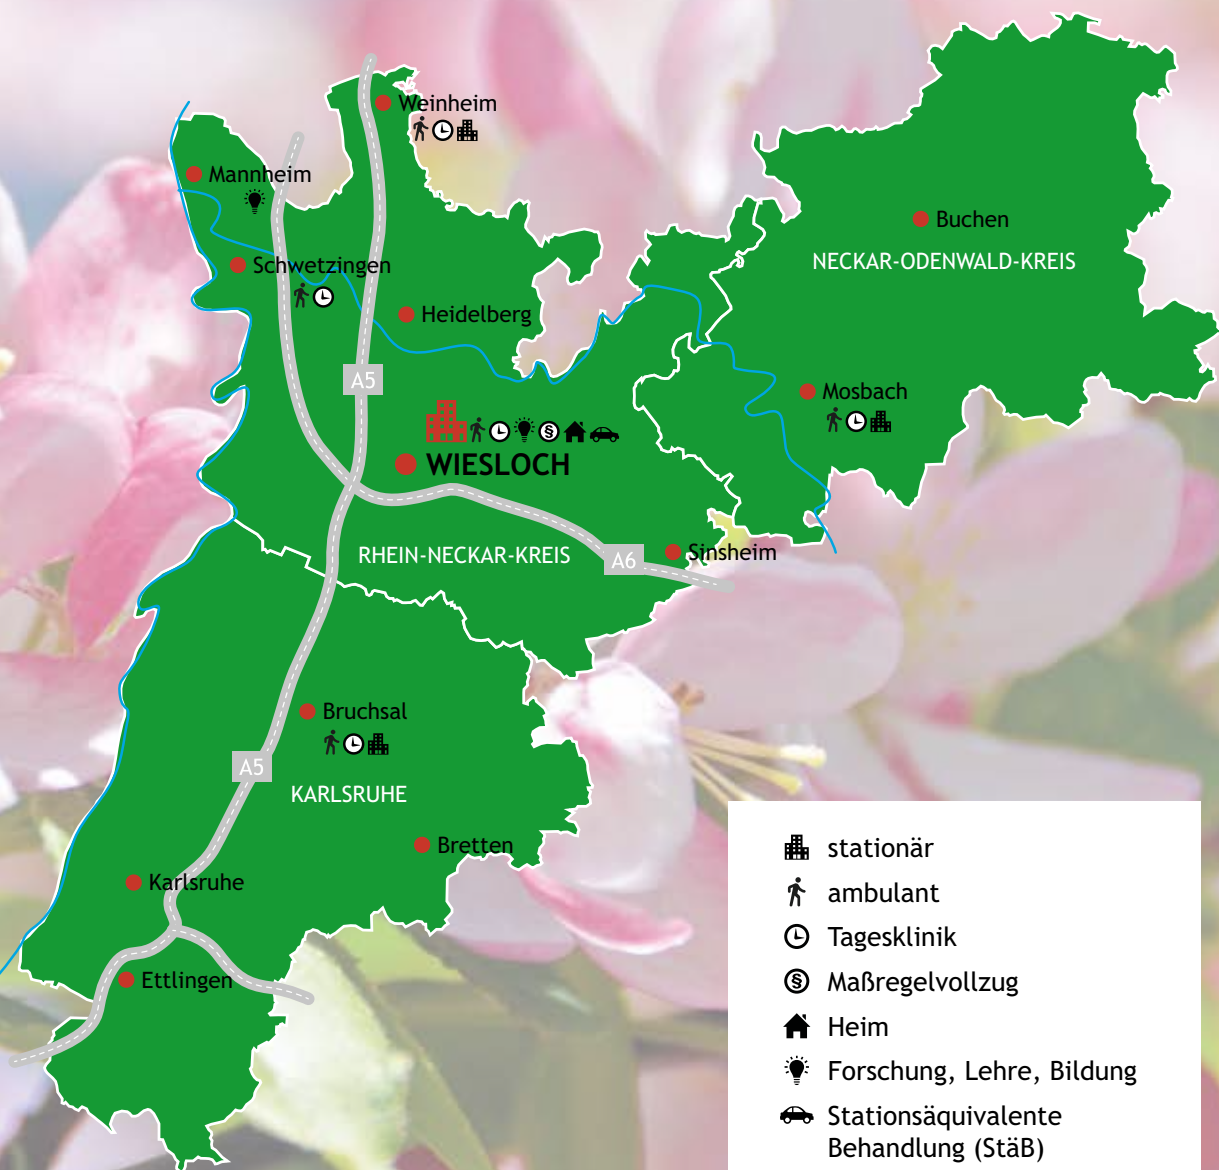 Weinheim
Mannheim
Buchen
NECKAR-ODENWALD-KREIS
Schwetzingen
Heidelberg
A5
Mosbach
WIESLOCH
RHEIN-NECKAR-KREIS
A6
Sinsheim
Bruchsal
A5
KARLSRUHE
Bretten
Karlsruhe
Ettlingen
stationär
ambulant
Tagesklinik
§ Maßregelvollzug
Heim
Forschung, Lehre, Bildung
Stationsäquivalente
Behandlung (StäB)